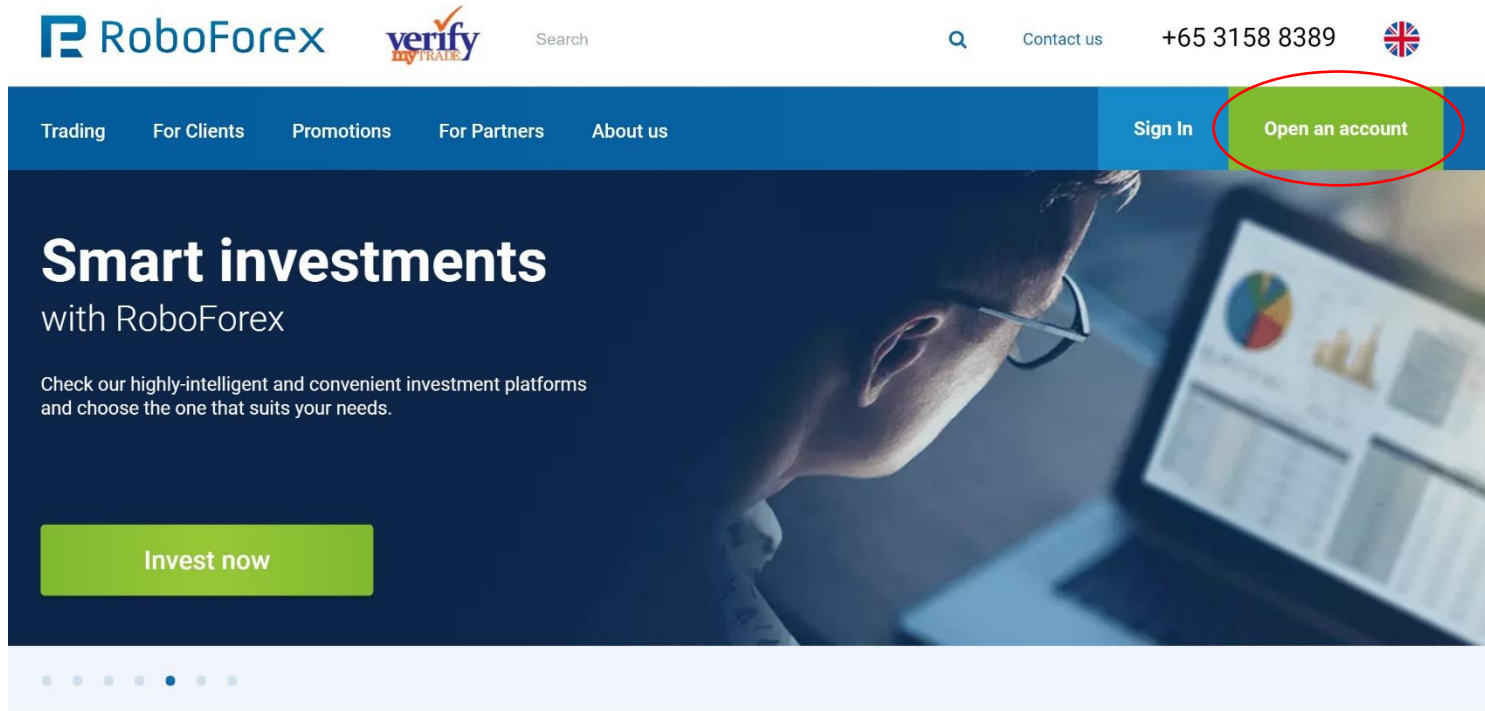 RoboForex
verify
myTRADE
Search
Contact us
+65 3158 8389
Trading
For Clients
Promotions
For Partners
About us
Sign In
Open an account
Smart investments
with RoboForex
Check our highly-intelligent and convenient investment platforms
and choose the one that suits your needs.
Invest now